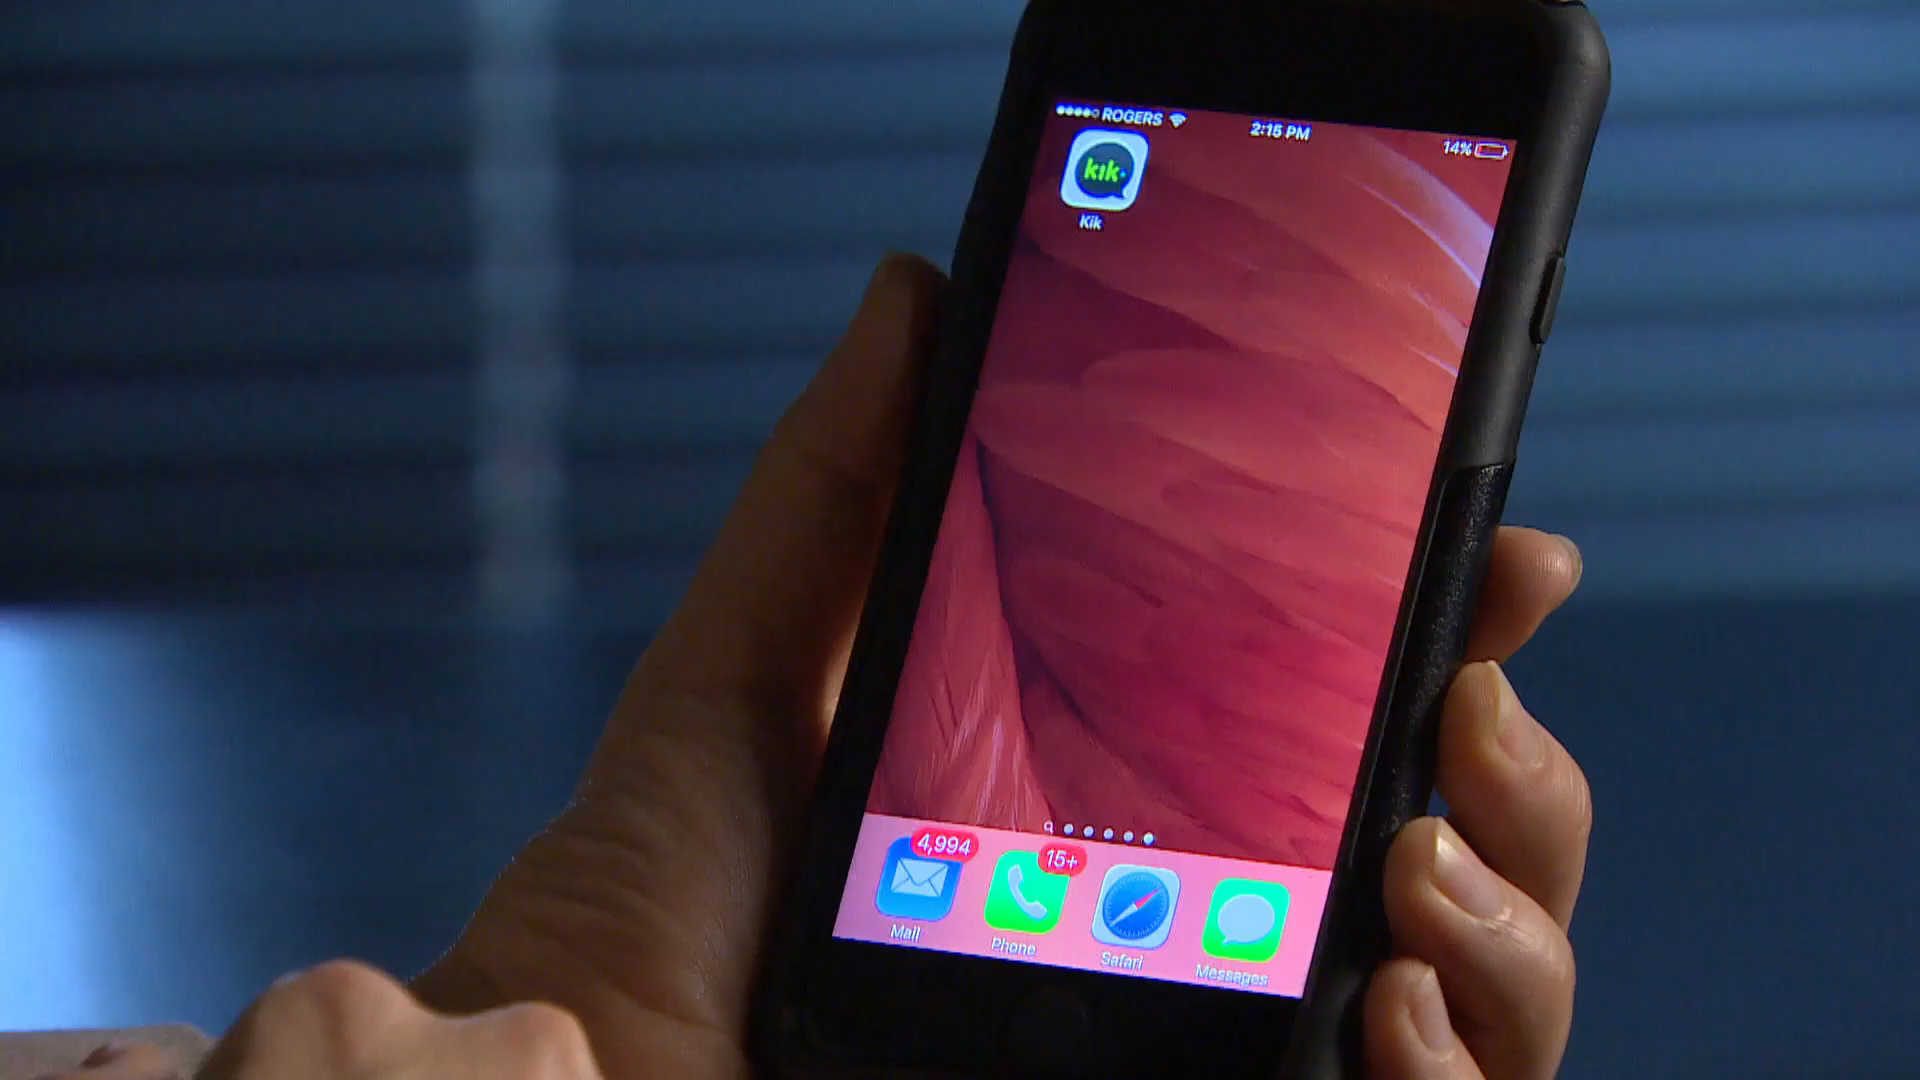 ROGERS 2:15 PM 14%
kik.
Kik
4,994 15+
Mail Phone Safari Messages